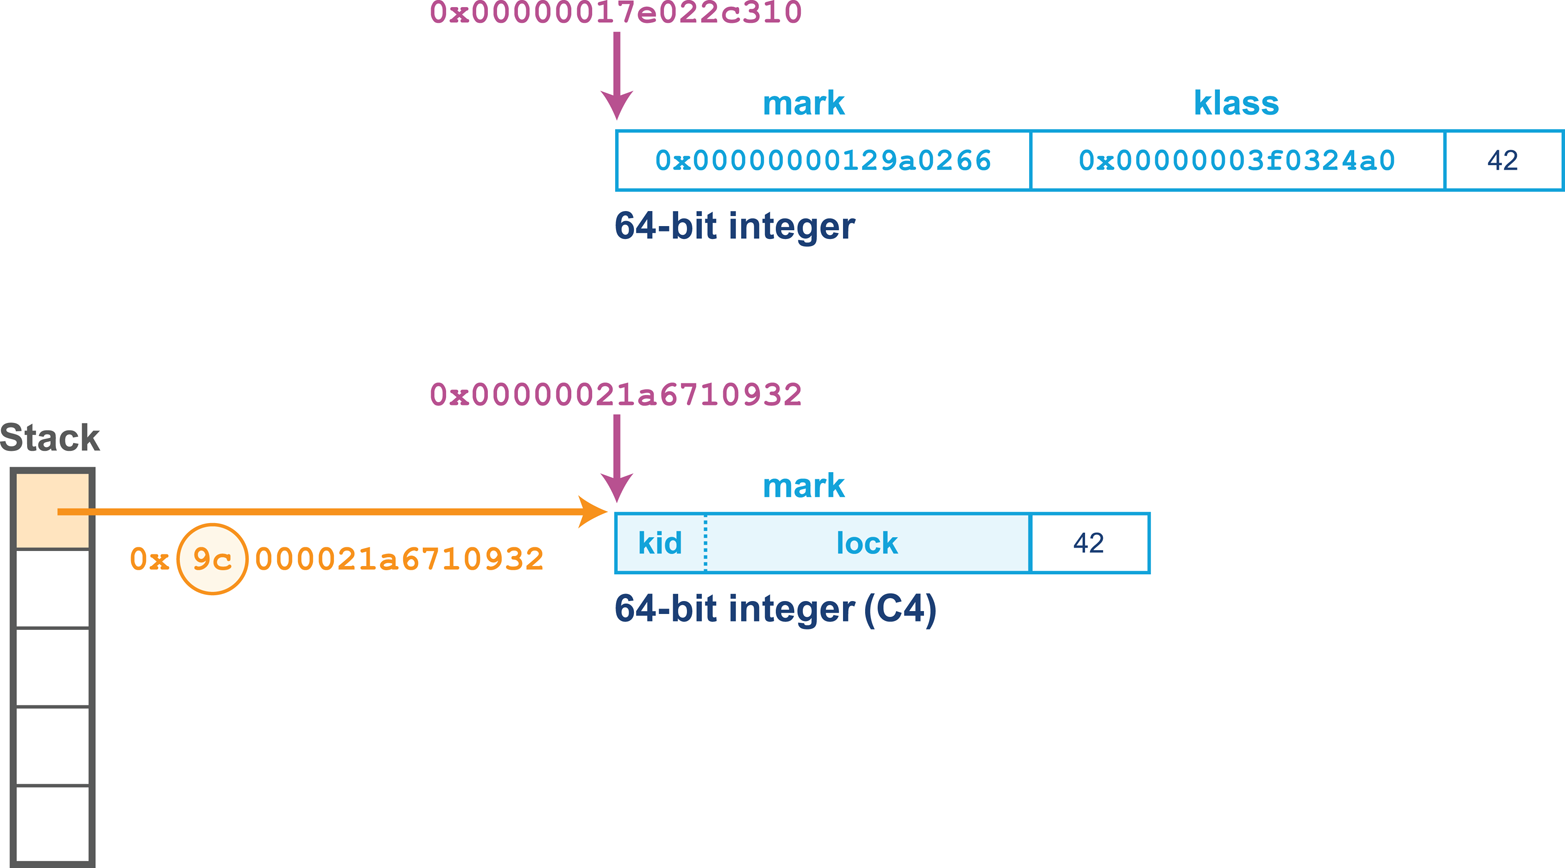 0x00000017e022c310
mark klass
0x00000000129a0266 0x00000003f0324a0 42
64-bit integer
0x00000021a6710932
Stack
mark
0x 9c 000021a6710932
kid lock 42
64-bit integer (C4)